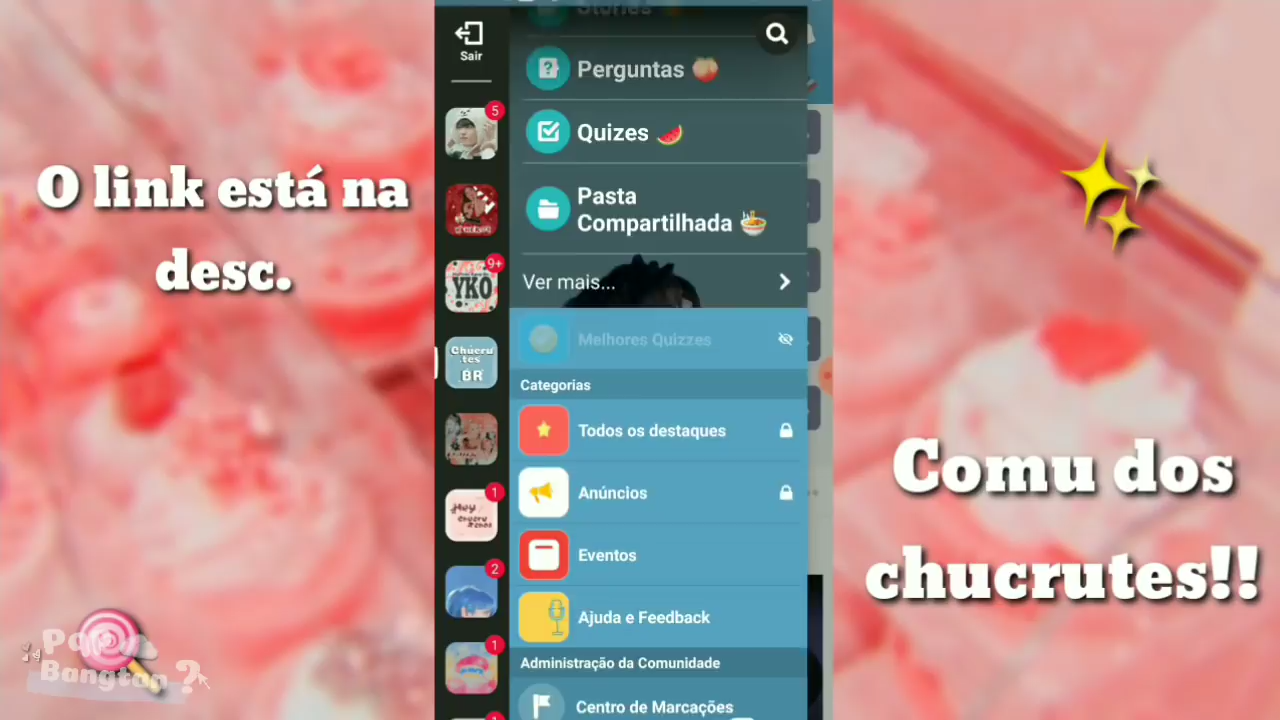 O link está na
desc.
Sair
5
9+
YKO
Chucru
tes
BR
1
2
1
Stories
Perguntas
Quizes
Pasta
Compartilhada
Ver mais...
Melhores Quizzes
Categorias
Todos os destaques
Anúncios
Eventos
Ajuda e Feedback
Administração da Comunidade
Centro de Marcações
Comu dos
chucrutes!!
Bangtan ?